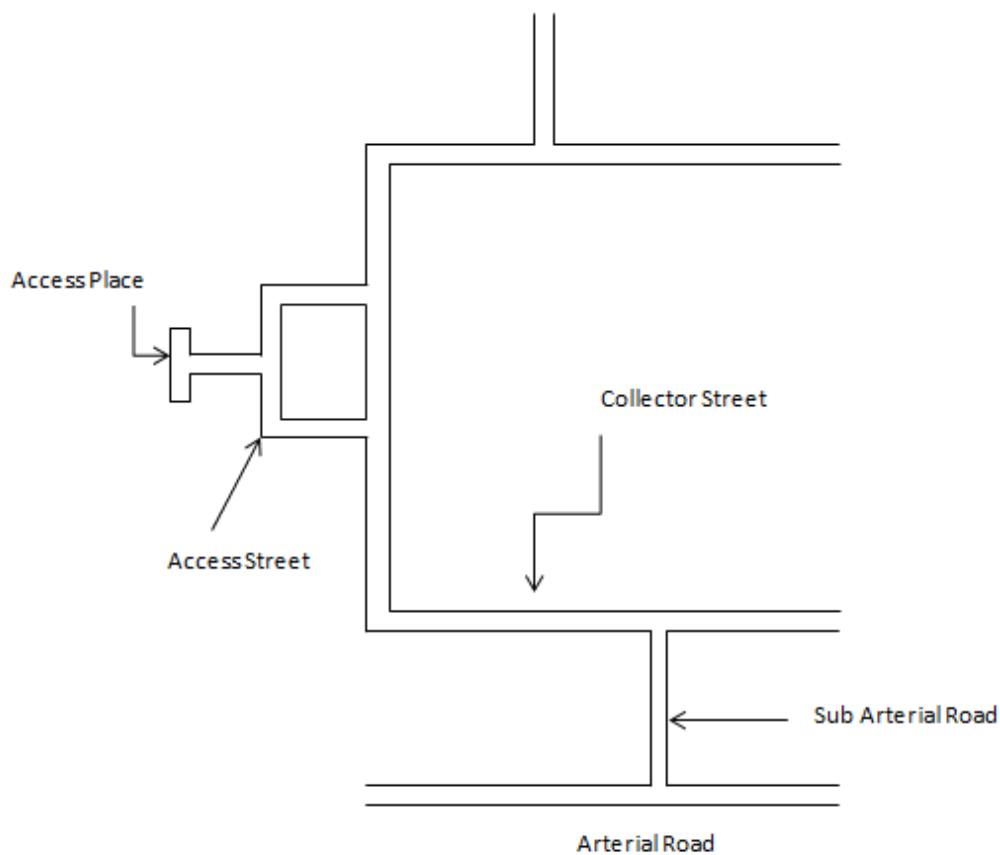 Access Place
Collector Street
Access Street
Sub Arterial Road
Arterial Road